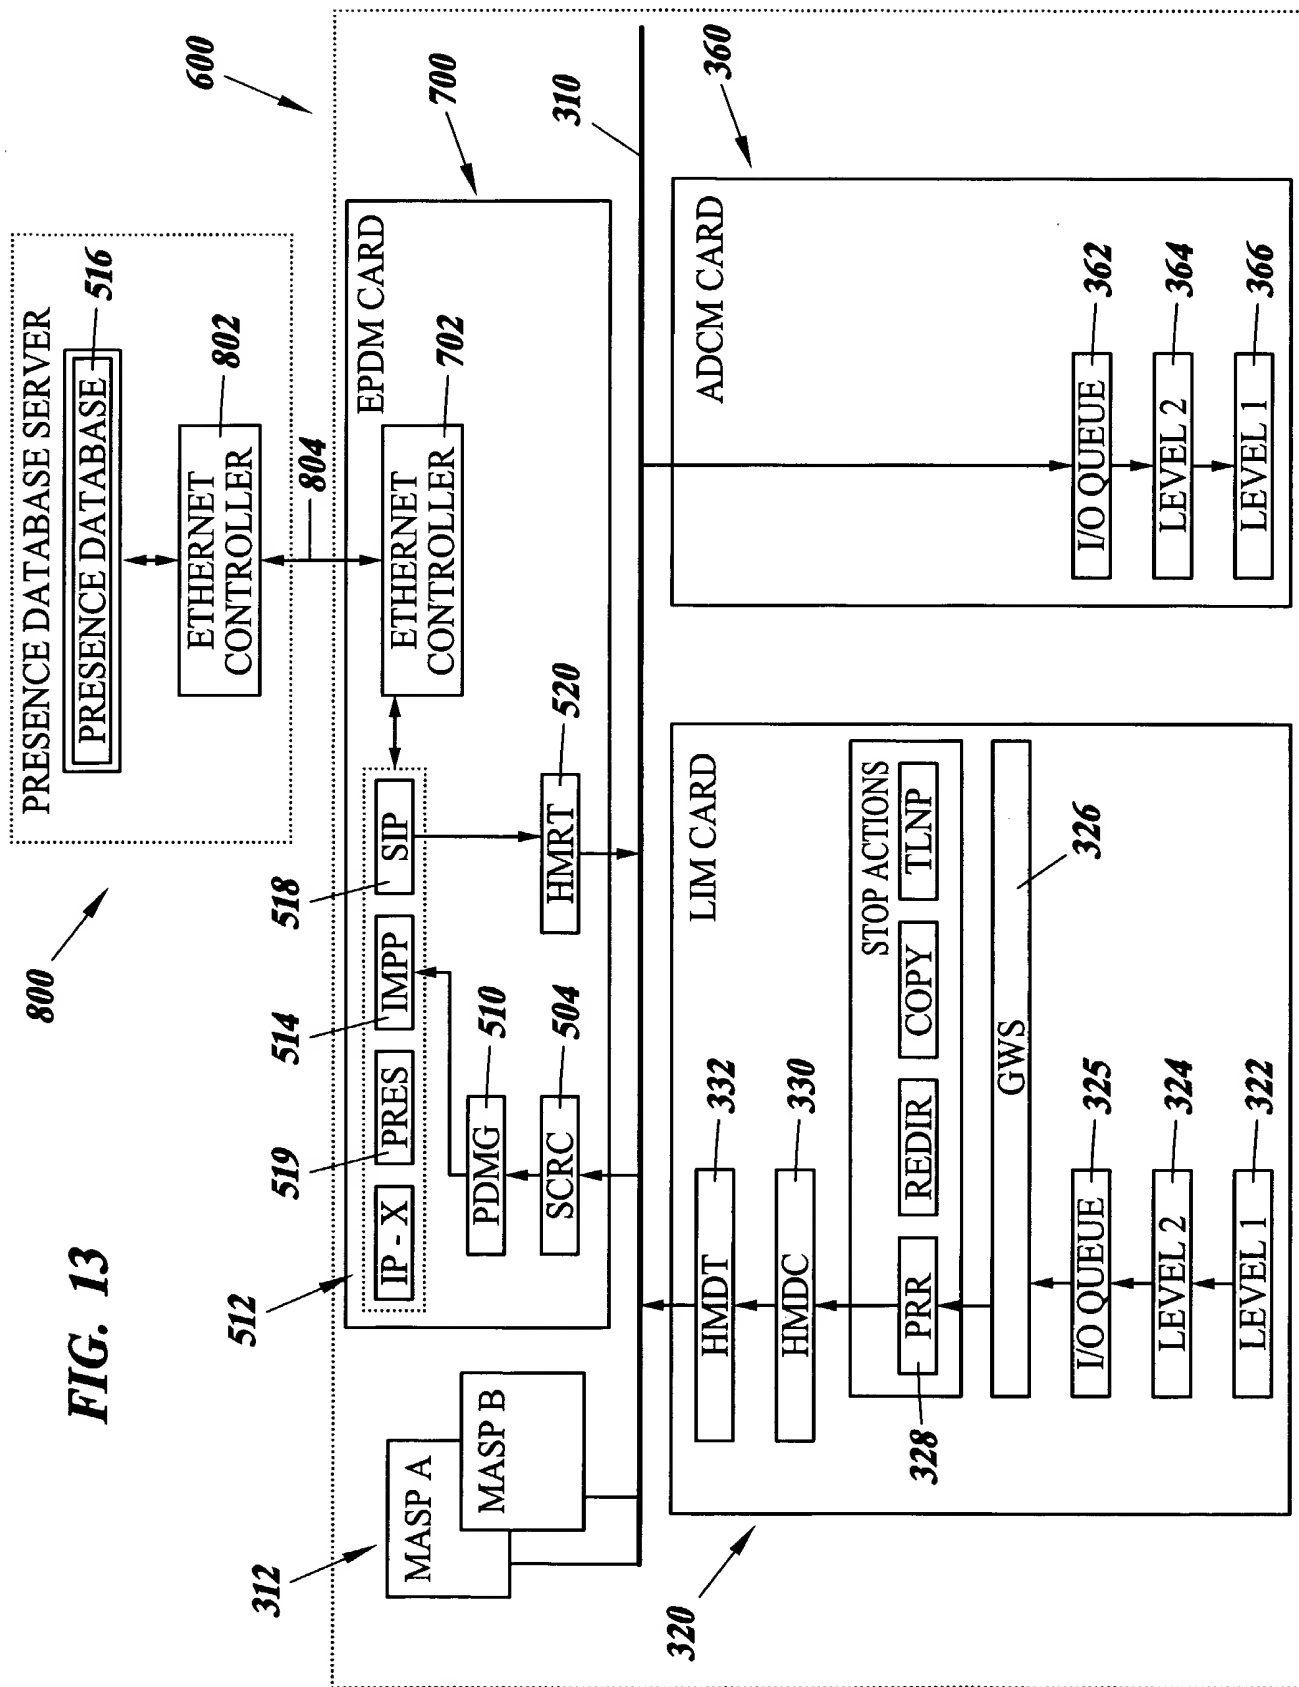 FIG. 13
800
PRESENCE DATABASE SERVER
PRESENCE DATABASE
516
ETHERNET
CONTROLLER
802
804
600
312
MASP A
MASP B
512
EPDM CARD
700
IP - X
PRES
IMPP
SIP
519
514
518
ETHERNET
CONTROLLER
702
PDMG
510
SCRC
504
HMRT
520
310
320
LIM CARD
HMDT
332
HMDC
330
STOP ACTIONS
PRR
REDIR
COPY
TLNP
328
GWS
326
I/O QUEUE
325
LEVEL 2
324
LEVEL 1
322
ADCM CARD
360
I/O QUEUE
362
LEVEL 2
364
LEVEL 1
366